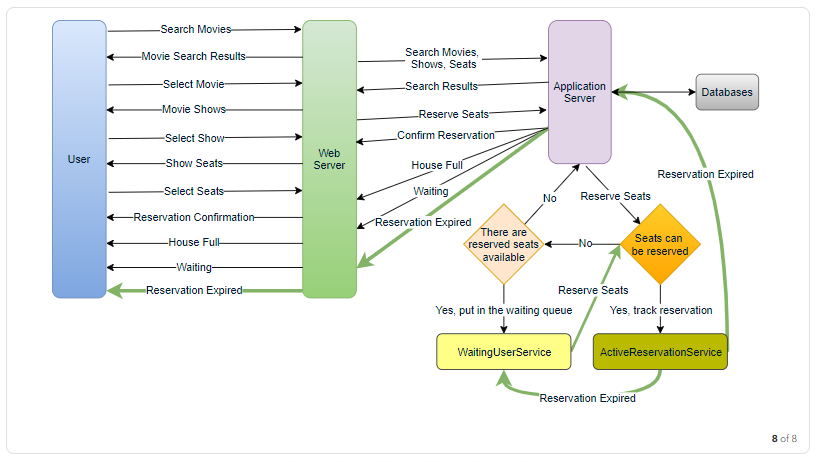 Search Movies
Movie Search Results
Select Movie
Movie Shows
Select Show
Show Seats
Select Seats
Reservation Confirmation
House Full
Waiting
Reservation Expired
User
Web
Server
Search Movies,
Shows, Seats
Search Results
Reserve Seats
Confirm Reservation
House Full
Waiting
Reservation Expired
Application
Server
Databases
Reservation Expired
No
Reserve Seats
There are
reserved seats
available
No
Seats can
be reserved
Reserve Seats
Yes, put in the waiting queue
Yes, track reservation
WaitingUserService
ActiveReservationService
Reservation Expired
8 of 8